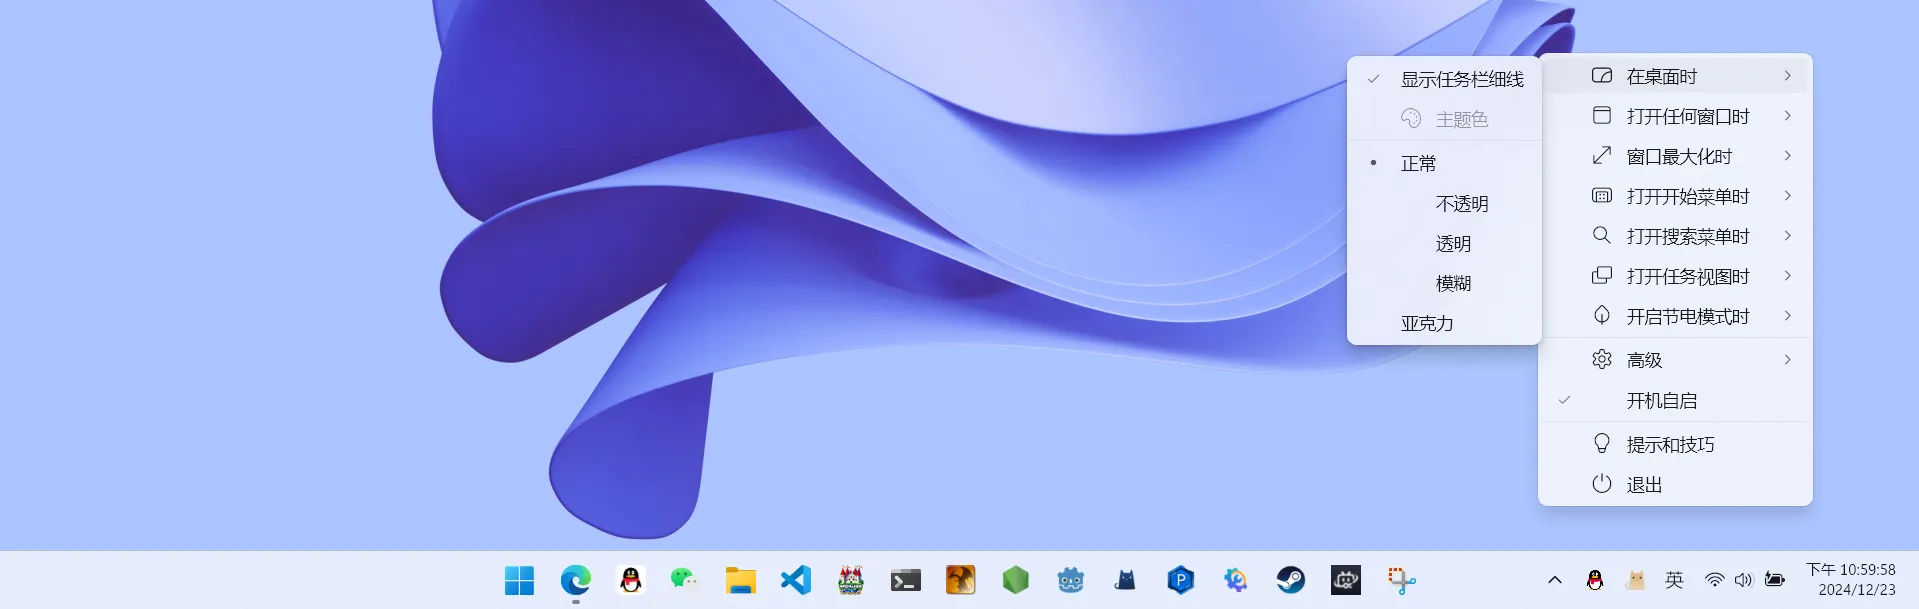 显示任务栏细线
主题色
正常
不透明
透明
模糊
亚克力
在桌面时
打开任何窗口时
窗口最大化时
打开开始菜单时
打开搜索菜单时
打开任务视图时
开启节电模式时
高级
开机自启
提示和技巧
退出
英
下午 10:59:58
2024/12/23